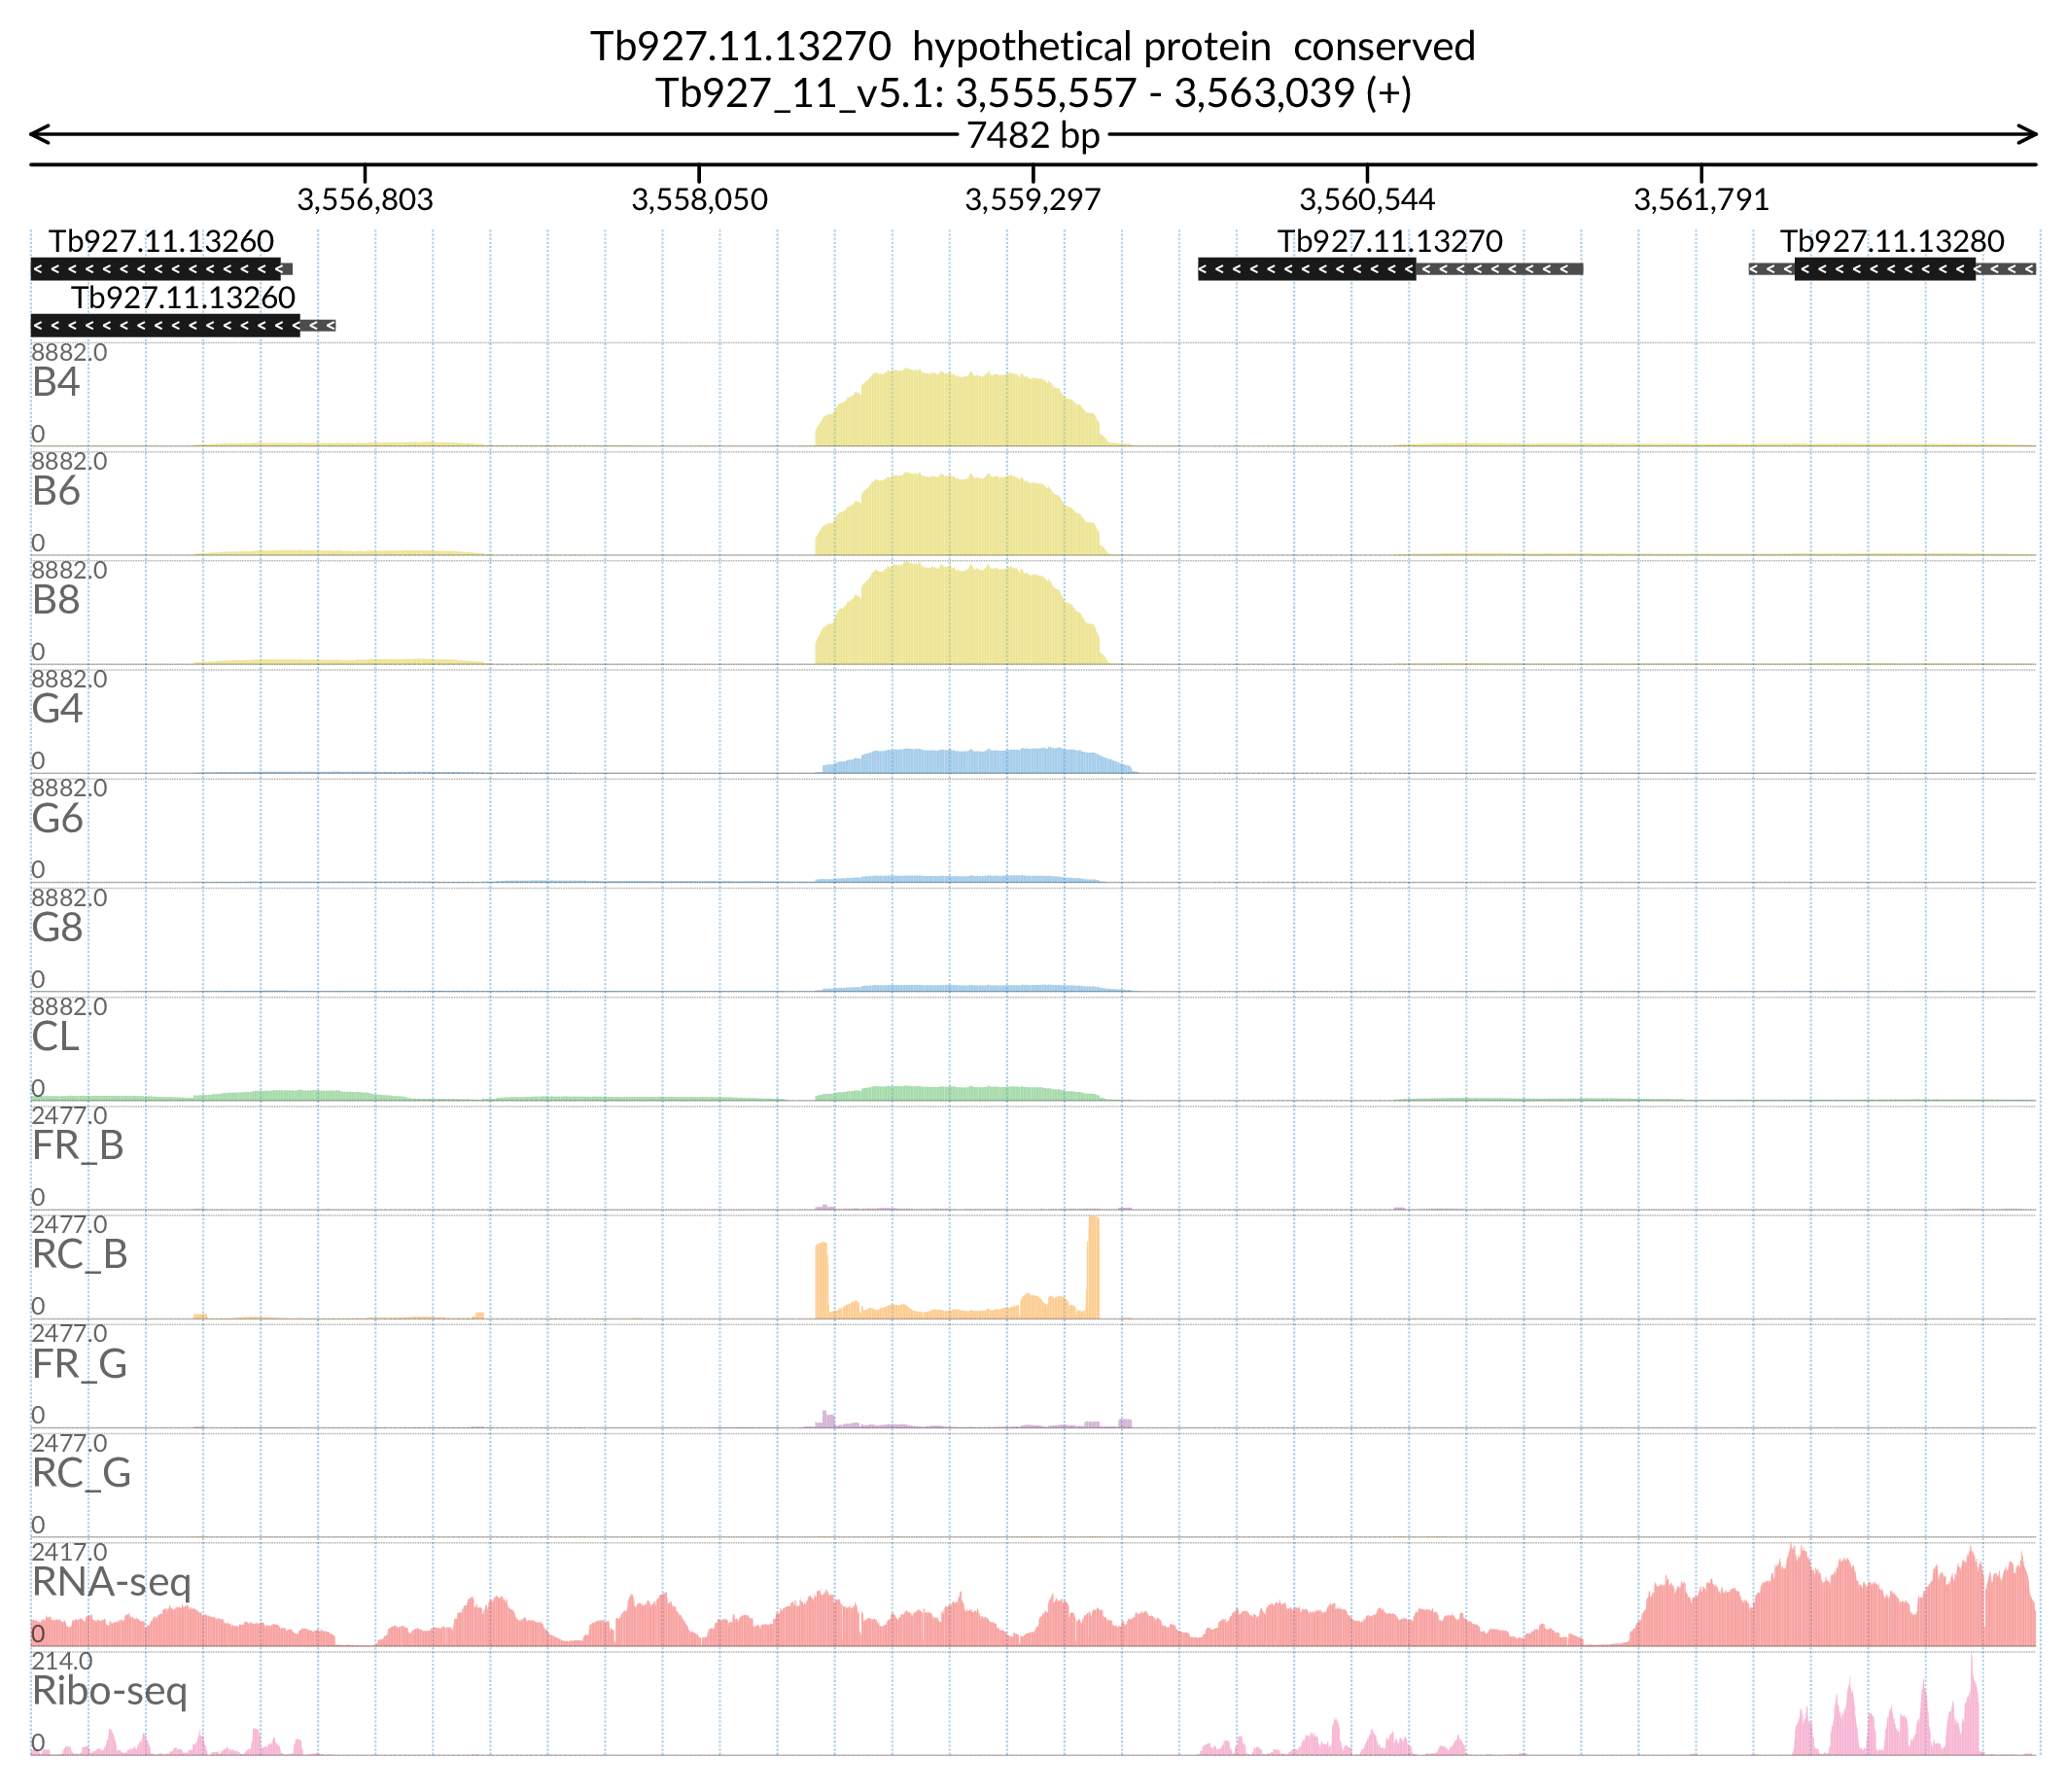 Tb927.11.13270 hypothetical protein conserved
Tb927_11_v5.1: 3,555,557 - 3,563,039 (+)
7482 bp
3,556,803 3,558,050 3,559,297 3,560,544 3,561,791
Tb927.11.13260 Tb927.11.13270 Tb927.11.13280
Tb927.11.13260
8882.0
B4
0
8882.0
B6
0
8882.0
B8
0
8882.0
G4
0
8882.0
G6
0
8882.0
G8
0
8882.0
CL
0
2477.0
FR_B
0
2477.0
RC_B
0
2477.0
FR_G
0
2477.0
RC_G
0
2417.0
RNA-seq
0
214.0
Ribo-seq
0